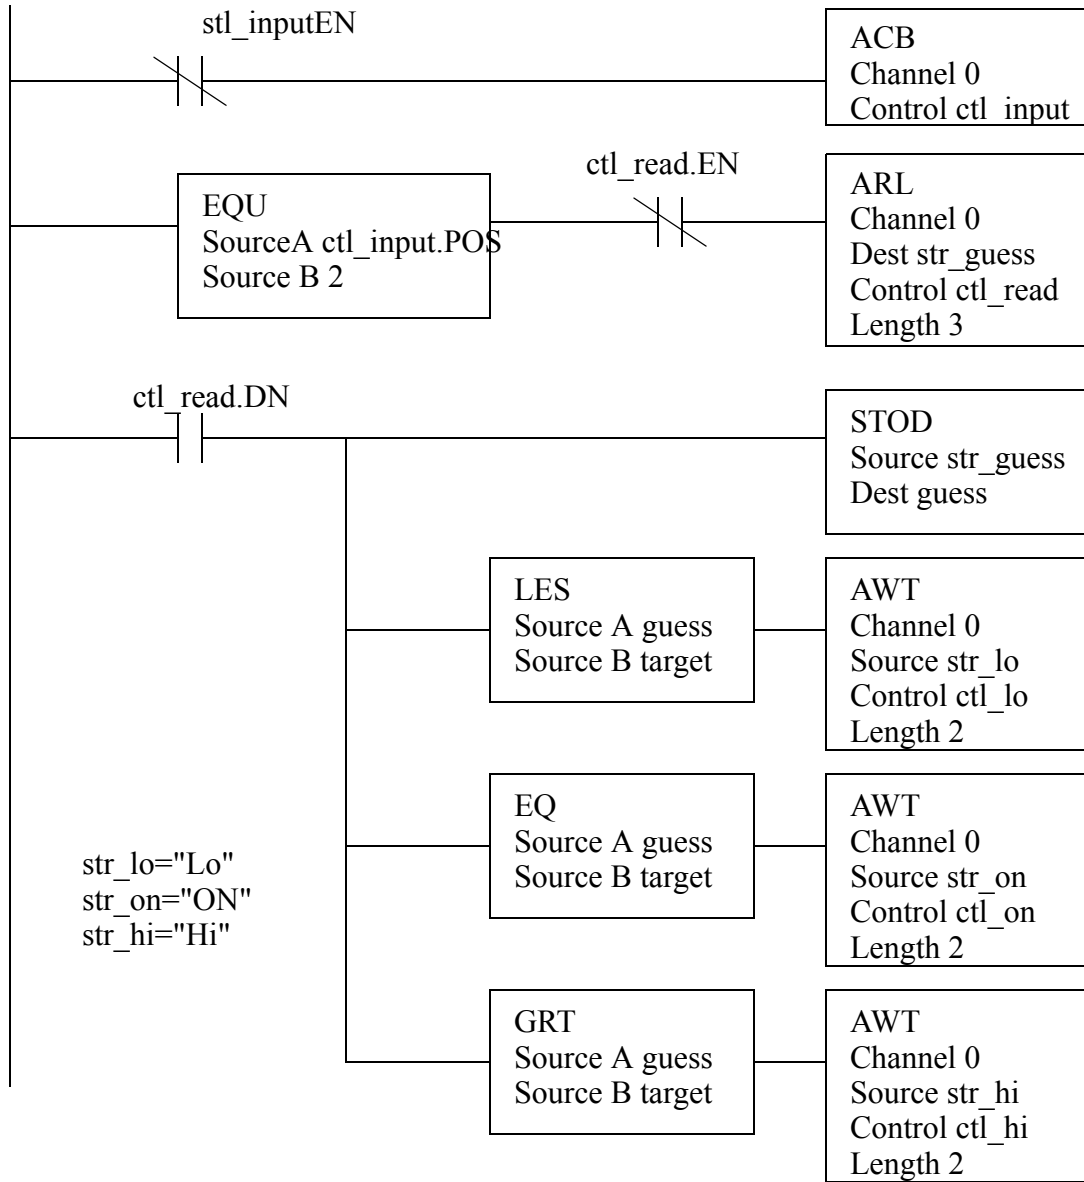 stl_inputEN
ACB
Channel 0
Control ctl_input
ctl_read.EN
EQU
SourceA ctl_input.POS
Source B 2
ARL
Channel 0
Dest str_guess
Control ctl_read
Length 3
ctl_read.DN
STOD
Source str_guess
Dest guess
LES
Source A guess
Source B target
AWT
Channel 0
Source str_lo
Control ctl_lo
Length 2
EQ
Source A guess
Source B target
AWT
Channel 0
Source str_on
Control ctl_on
Length 2
str_lo="Lo"
str_on="ON"
str_hi="Hi"
GRT
Source A guess
Source B target
AWT
Channel 0
Source str_hi
Control ctl_hi
Length 2